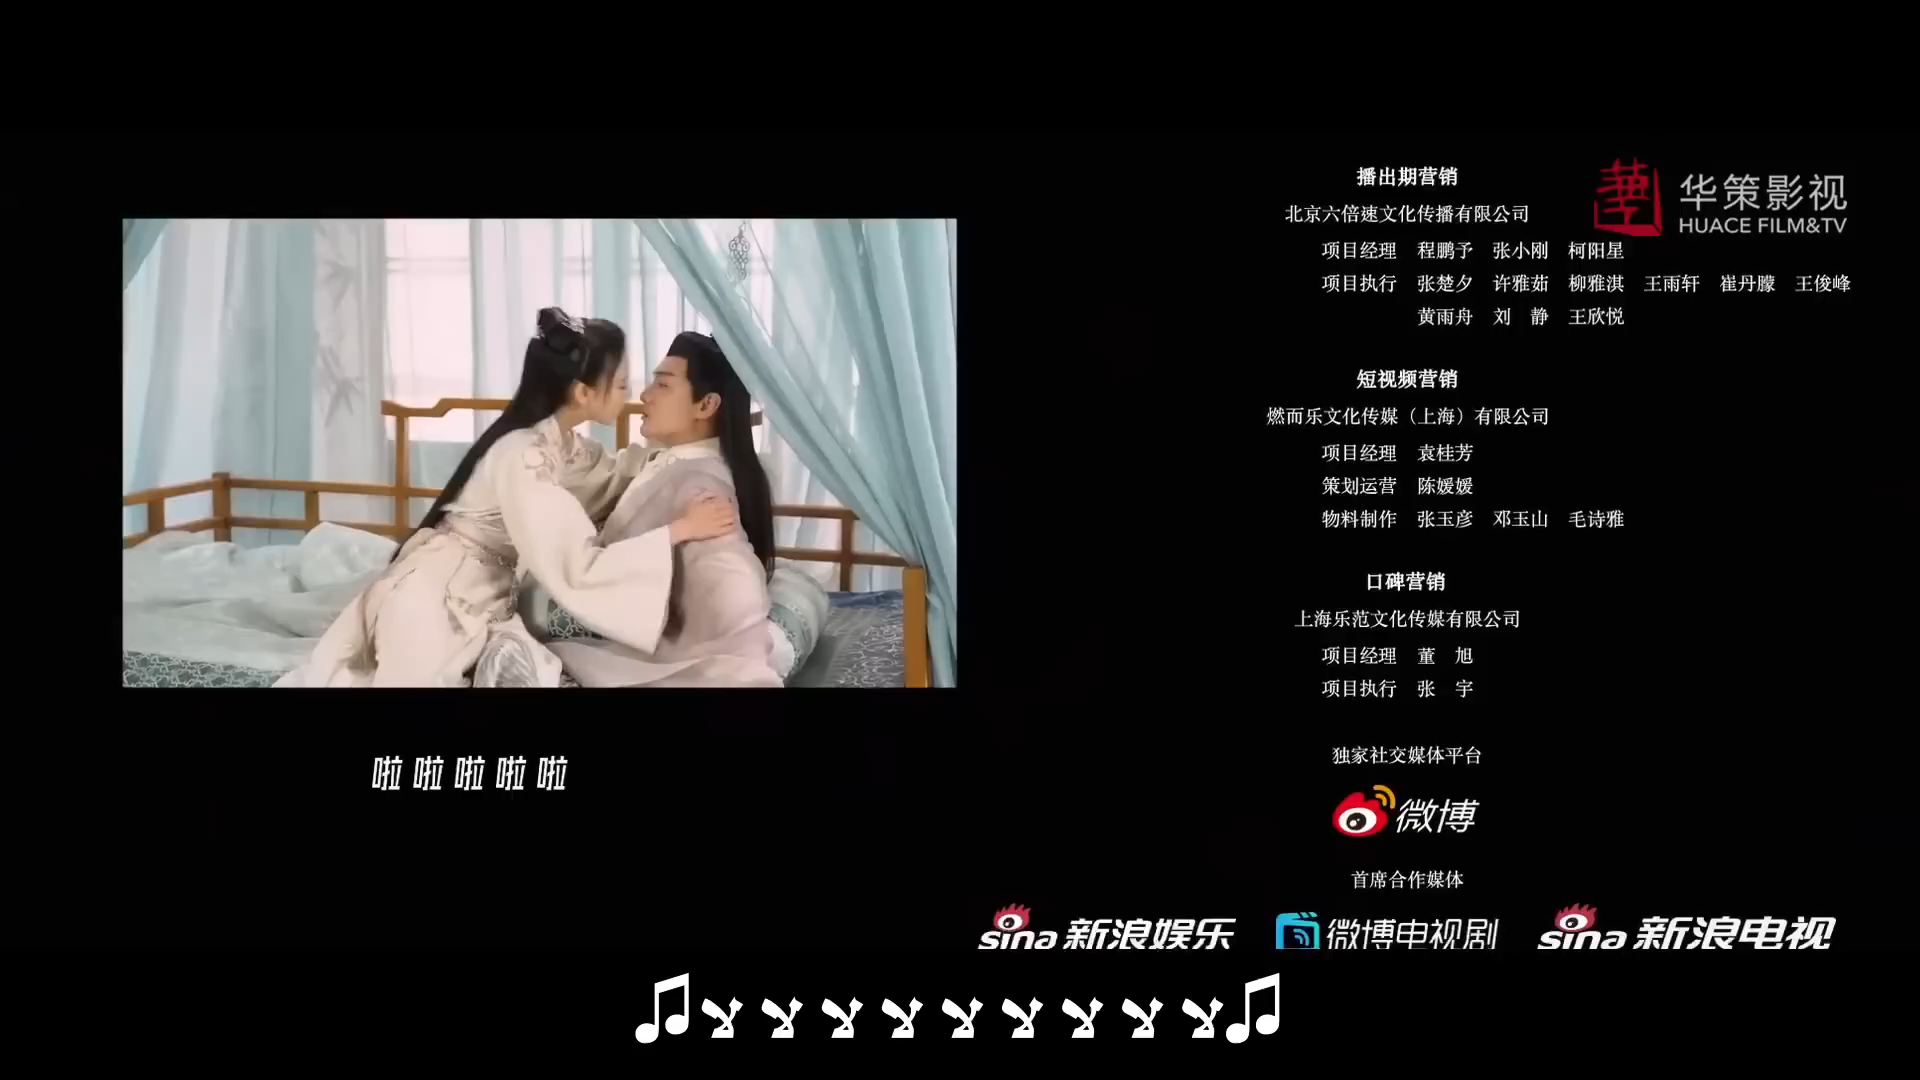 播出期营销
华策影视
HUACE FILM&TV
北京六倍速文化传播有限公司
项目经理 程鹏予 张小刚 柯阳星
项目执行 张楚夕 许雅茹 柳雅淇 王雨轩 崔丹朦 王俊峰
黄雨舟 刘 静 王欣悦
短视频营销
燃而乐文化传媒（上海）有限公司
项目经理 袁桂芳
策划运营 陈媛媛
物料制作 张玉彦 邓玉山 毛诗雅
口碑营销
上海乐范文化传媒有限公司
项目经理 董 旭
项目执行 张 宇
独家社交媒体平台
啦 啦 啦 啦 啦
微博
首席合作媒体
sina 新浪娱乐 微博电视剧 sina 新浪电视
♫لا لا لا لا لا لا لا لا لا♫